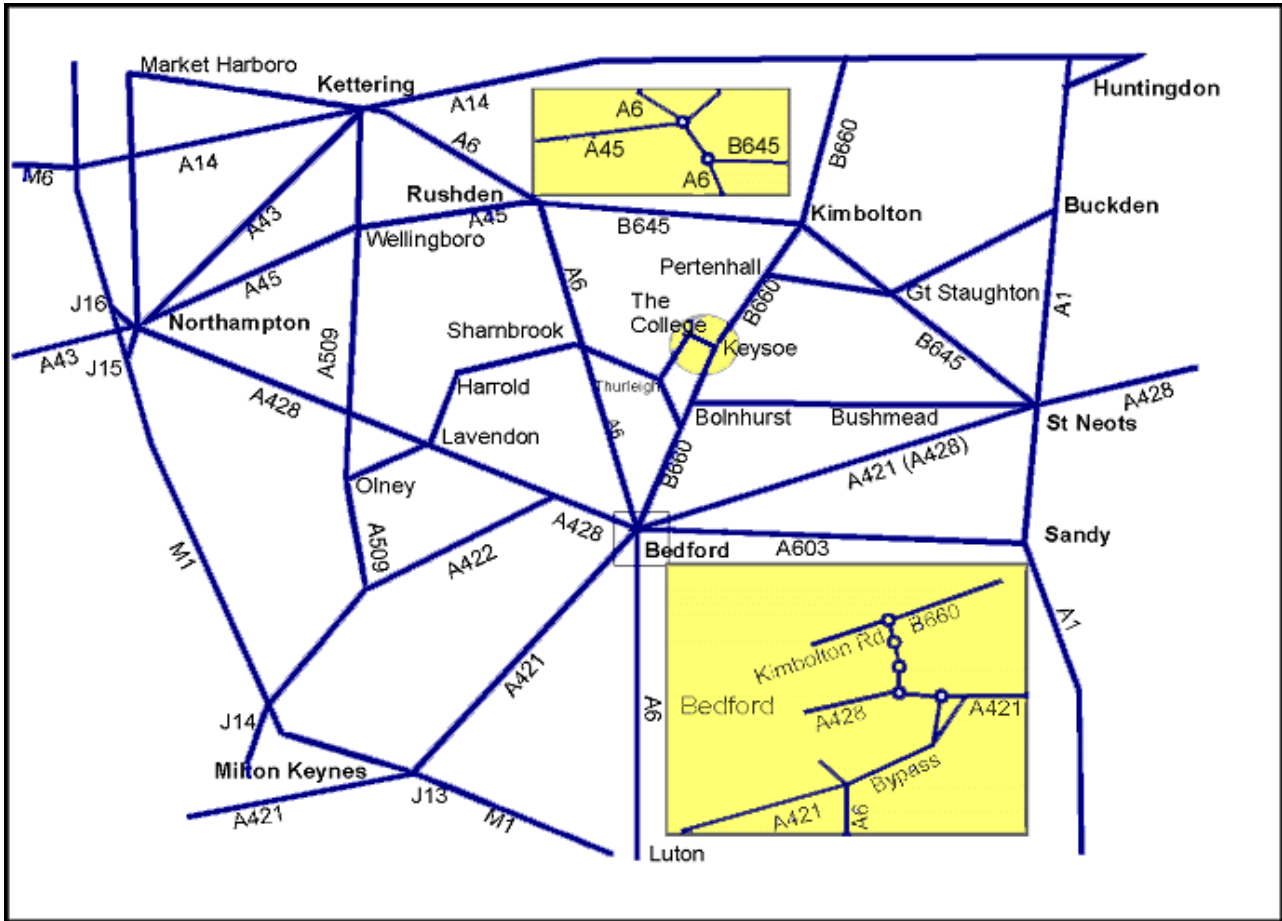 Market Harboro
Kettering
A14
Huntingdon
A6
A14
M6
A6
A45
B645
A6
B660
Rushden
A45
B645
Kimbolton
Buckden
A43
Wellingboro
A45
Pertenhall
Gt Staughton
J16
Northampton
A43
J15
A509
A6
The
College
B660
Keysoe
A1
B645
Sharnbrook
Harrold
Thurleigh
A428
A428
Lavendon
A6
Bolnhurst
Bushmead
St Neots
B660
A421 (A428)
Olney
A509
A422
A428
Bedford
A603
Sandy
M1
A421
A6
A1
B660
Kimbolton Rd
Bedford
A428
A421
Bypass
A421
A6
J14
Milton Keynes
J13
A421
M1
Luton